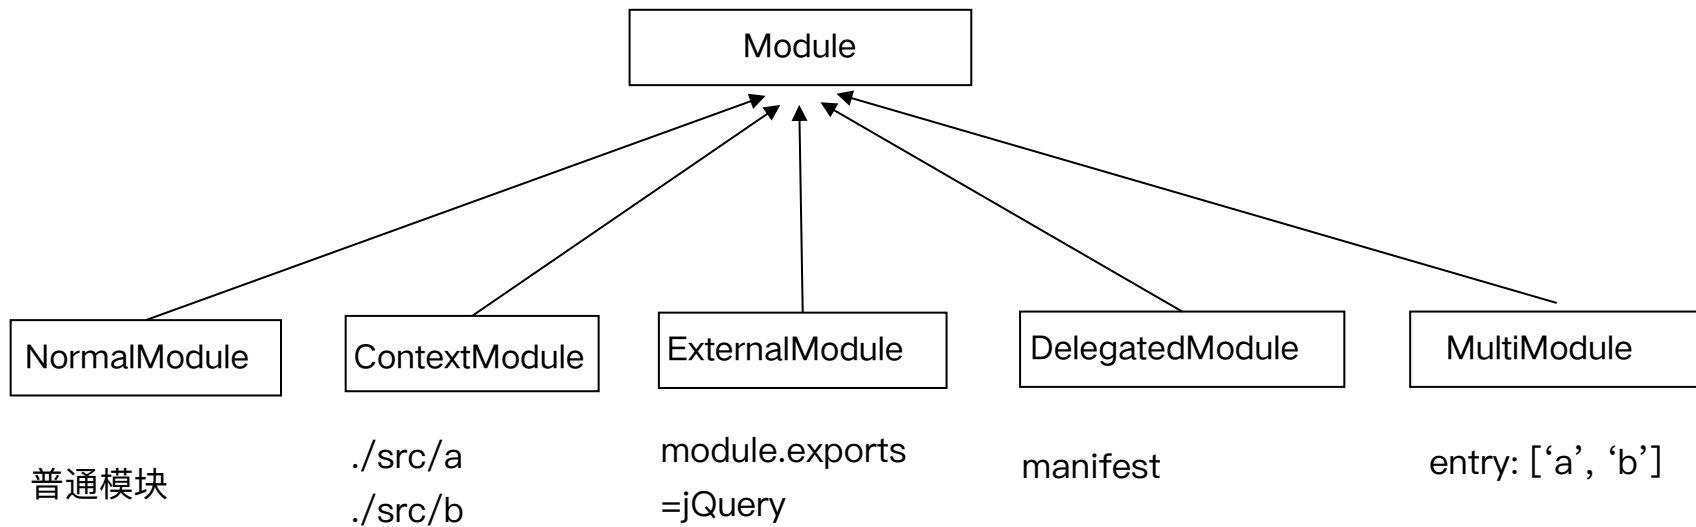 Module
NormalModule
ContextModule
ExternalModule
DelegatedModule
MultiModule
普通模块
./src/a
./src/b
module.exports
=jQuery
manifest
entry: [‘a’, ‘b’]